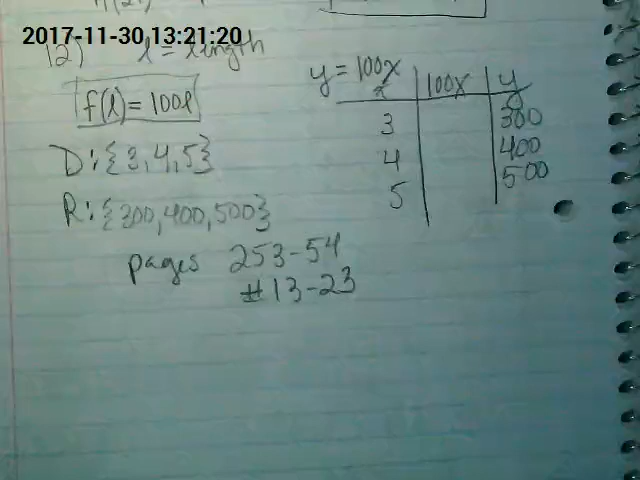 2017-11-30 13:21:20
12) l = length
f(l) = 100l
D: {3, 4, 5}
R: {300, 400, 500}
pages 253-54
#13-23
y = 100x
x | 100x | y
3 300
4 400
5 500